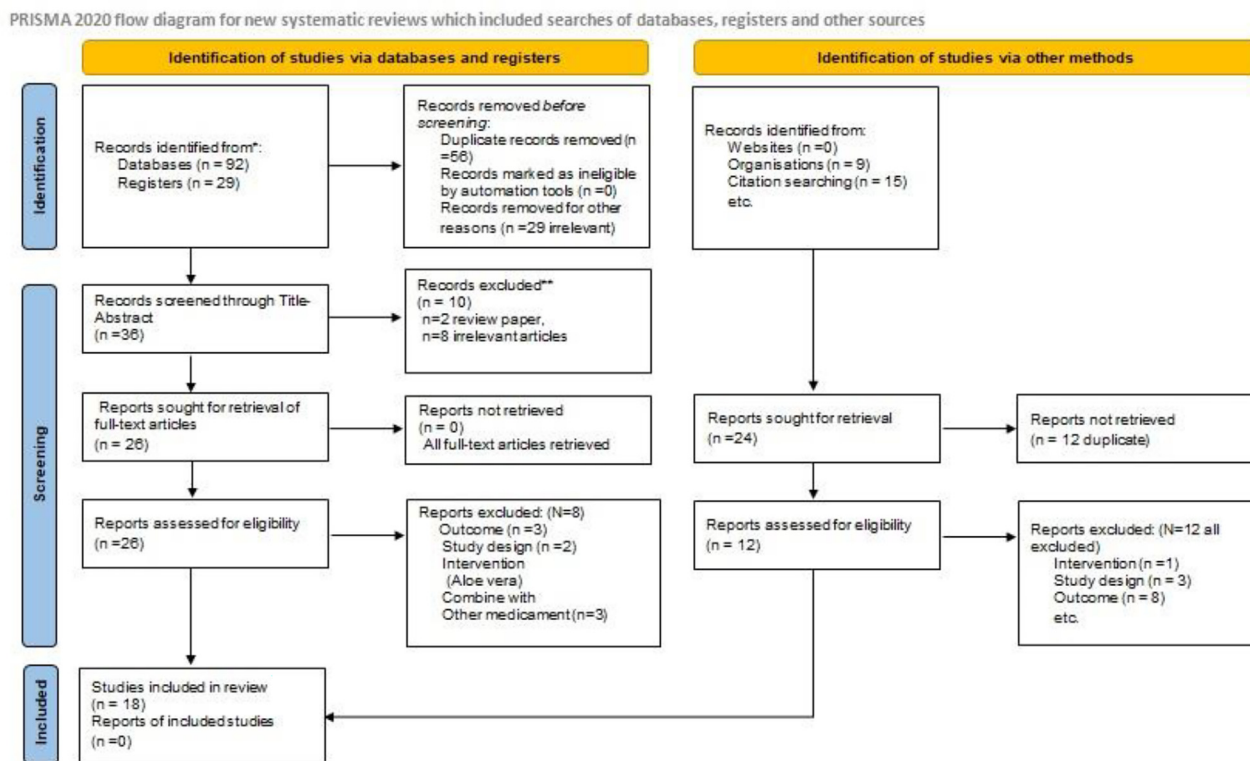 PRISMA 2020 flow diagram for new systematic reviews which included searches of databases, registers and other sources
Identification of studies via databases and registers
Identification of studies via other methods
Identification
Records identified from*:
Databases (n = 92)
Registers (n = 29)
Records removed before
screening:
Duplicate records removed (n
=56)
Records marked as ineligible
by automation tools (n =0)
Records removed for other
reasons (n =29 irrelevant)
Records identified from:
Websites (n =0)
Organisations (n = 9)
Citation searching (n = 15)
etc.
Screening
Records screened through Title-
Abstract
(n =36)
Records excluded**
(n = 10)
n=2 review paper,
n=8 irrelevant articles
Reports sought for retrieval of
full-text articles
(n = 26)
Reports not retrieved
(n = 0)
All full-text articles retrieved
Reports sought for retrieval
(n =24)
Reports not retrieved
(n = 12 duplicate)
Reports assessed for eligibility
(n =26)
Reports excluded: (N=8)
Outcome (n =3)
Study design (n =2)
Intervention
(Aloe vera)
Combine with
Other medicament (n=3)
Reports assessed for eligibility
(n = 12)
Reports excluded: (N=12 all
excluded)
Intervention (n =1)
Study design (n = 3)
Outcome (n = 8)
etc.
Included
Studies included in review
(n = 18)
Reports of included studies
(n =0)